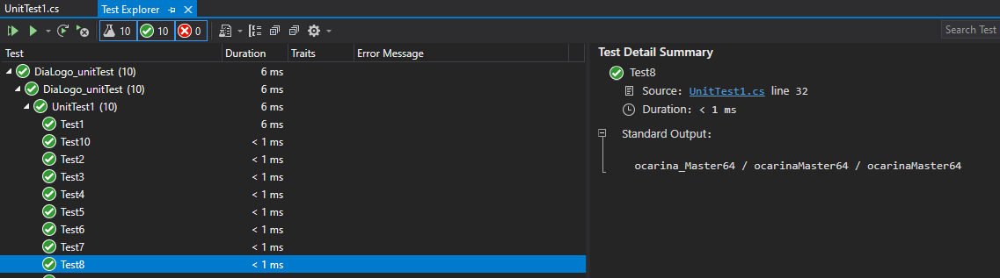 UnitTest1.cs
Test Explorer
10 10 0
Search Test
Test Duration Traits Error Message
DiaLogo_unitTest (10) 6 ms
DiaLogo_unitTest (10) 6 ms
UnitTest1 (10) 6 ms
Test1 6 ms
Test10 < 1 ms
Test2 < 1 ms
Test3 < 1 ms
Test4 < 1 ms
Test5 < 1 ms
Test6 < 1 ms
Test7 < 1 ms
Test8 < 1 ms
Test Detail Summary
Test8
Source: UnitTest1.cs line 32
Duration: < 1 ms
Standard Output:
ocarina_Master64 / ocarinaMaster64 / ocarinaMaster64